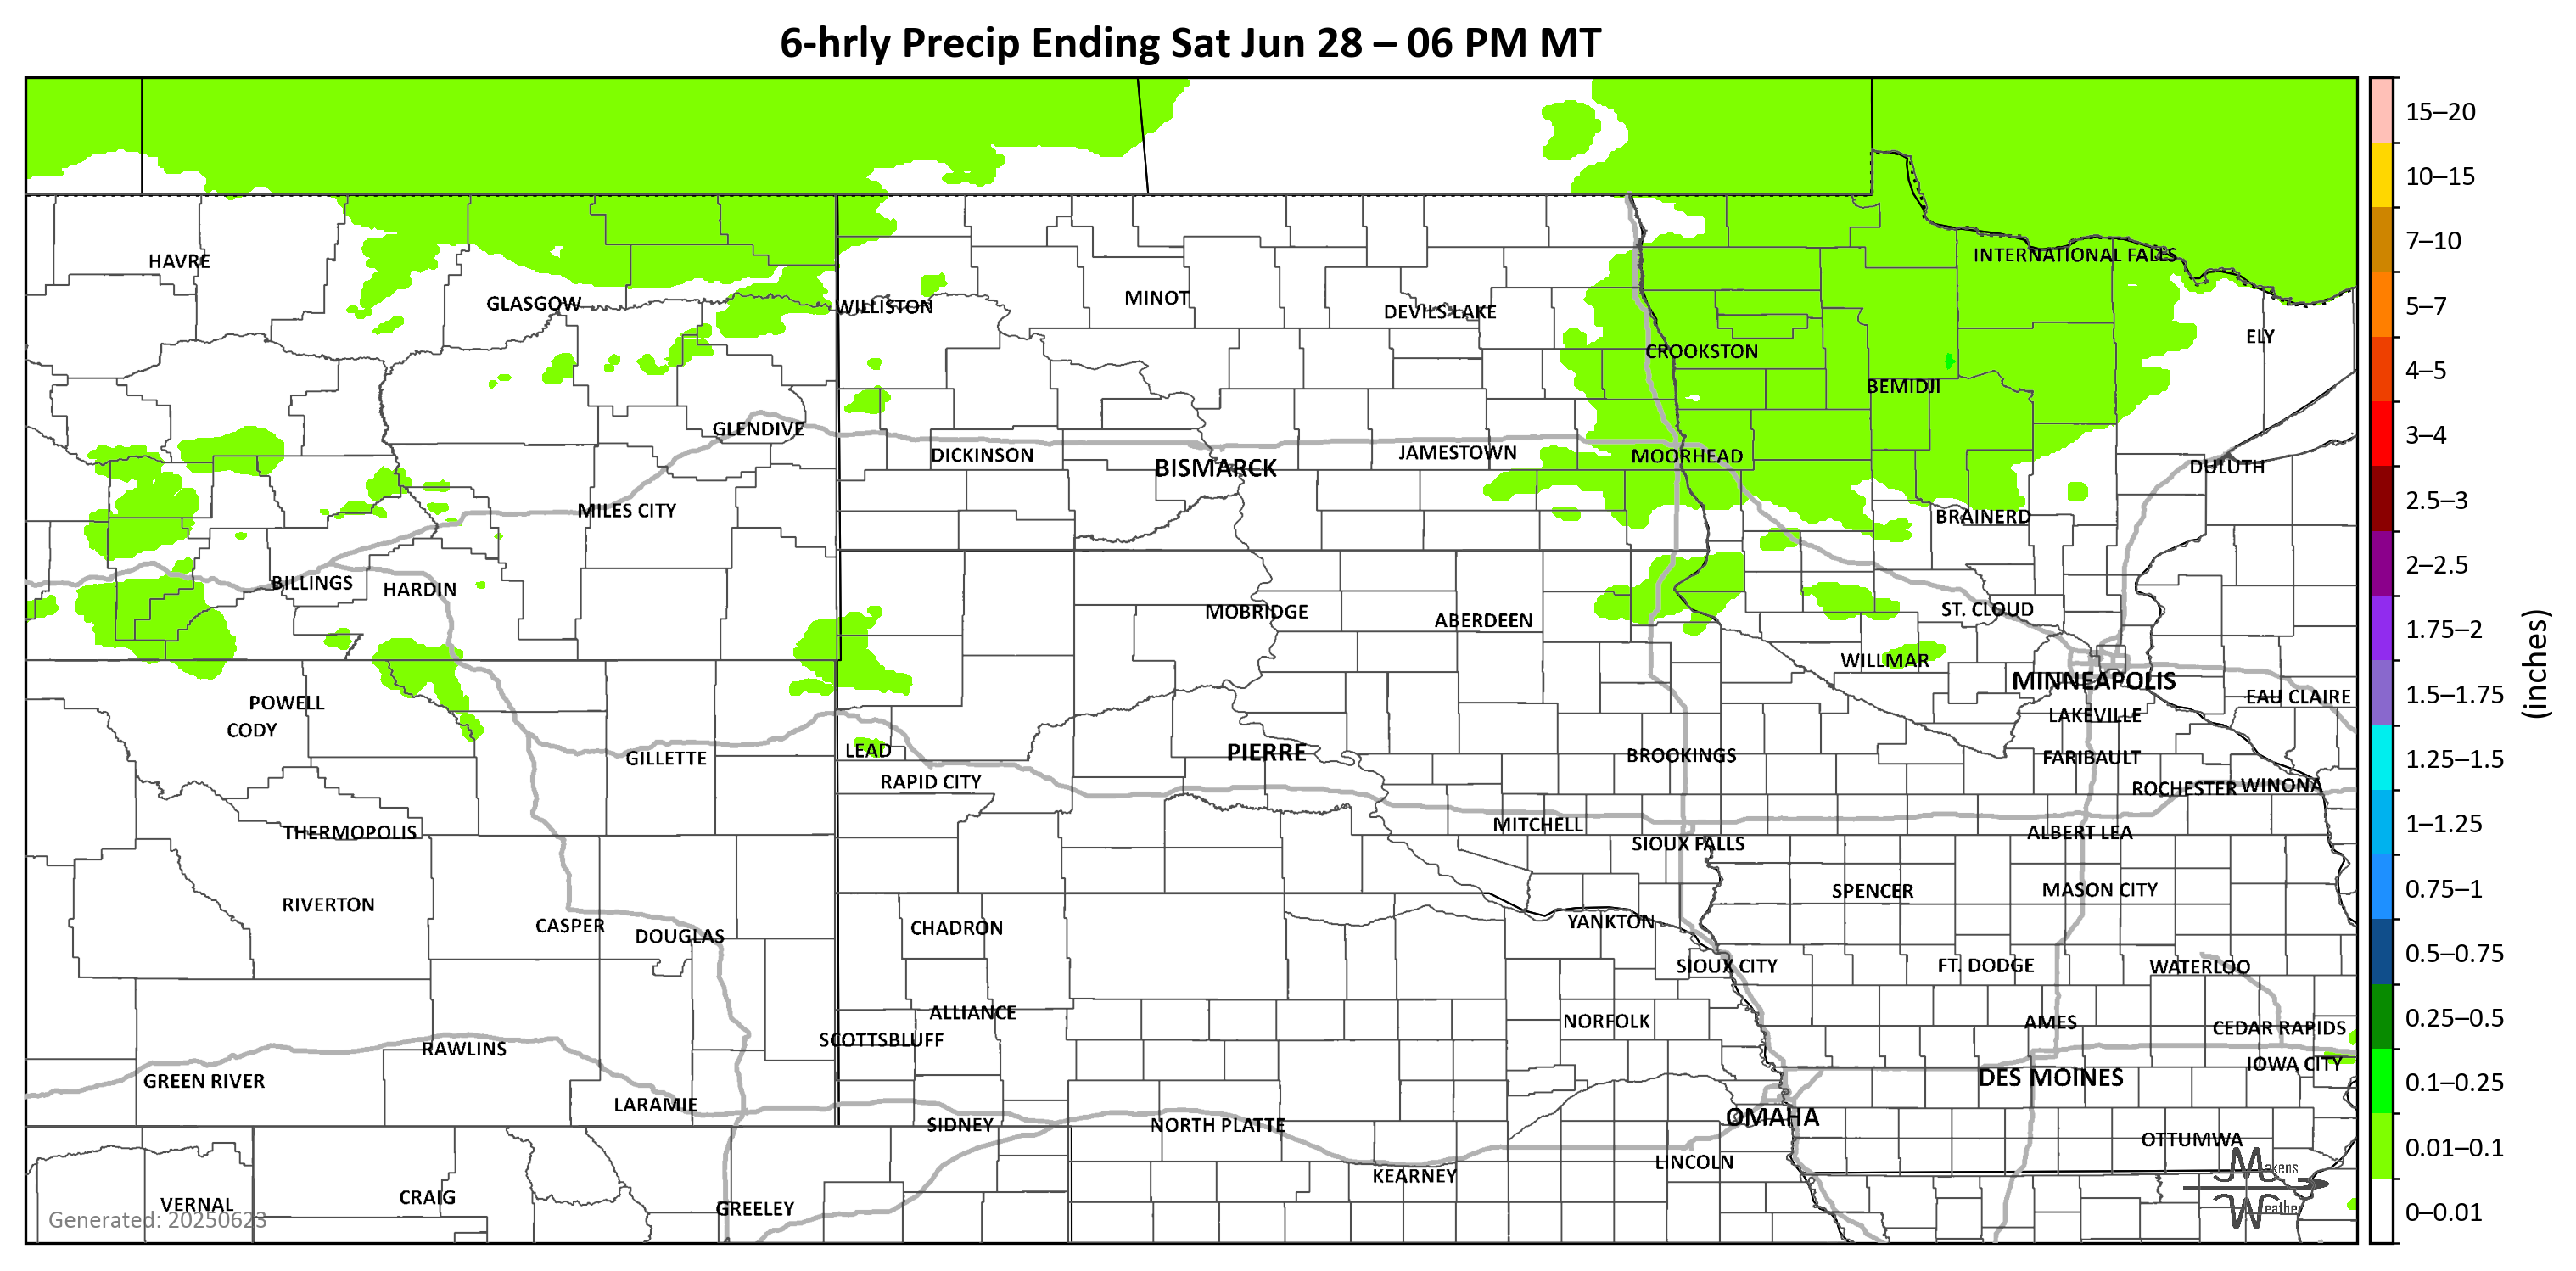 6-hrly Precip Ending Sat Jun 28 – 06 PM MT
15–20
10–15
7–10
5–7
4–5
3–4
2.5–3
2–2.5
1.75–2
1.5–1.75
1.25–1.5
1–1.25
0.75–1
0.5–0.75
0.25–0.5
0.1–0.25
0.01–0.1
0–0.01
(inches)
HAVRE
INTERNATIONAL FALLS
GLASGOW
WILLISTON
MINOT
DEVILS LAKE
ELY
CROOKSTON
BEMIDJI
GLENDIVE
DICKINSON
BISMARCK
JAMESTOWN
MOORHEAD
DULUTH
MILES CITY
BRAINERD
BILLINGS
HARDIN
MOBRIDGE
ABERDEEN
ST. CLOUD
WILLMAR
MINNEAPOLIS
EAU CLAIRE
POWELL
CODY
LAKEVILLE
GILLETTE
LEAD
PIERRE
BROOKINGS
FARIBAULT
RAPID CITY
ROCHESTER
WINONA
THERMOPOLIS
MITCHELL
SIOUX FALLS
ALBERT LEA
RIVERTON
SPENCER
MASON CITY
CASPER
DOUGLAS
CHADRON
YANKTON
SIOUX CITY
FT. DODGE
WATERLOO
ALLIANCE
SCOTTSBLUFF
NORFOLK
AMES
CEDAR RAPIDS
RAWLINS
GREEN RIVER
DES MOINES
IOWA CITY
LARAMIE
SIDNEY
NORTH PLATTE
OMAHA
OTTUMWA
LINCOLN
KEARNEY
VERNAL
CRAIG
GREELEY
Generated: 20250623
Makens
Weather